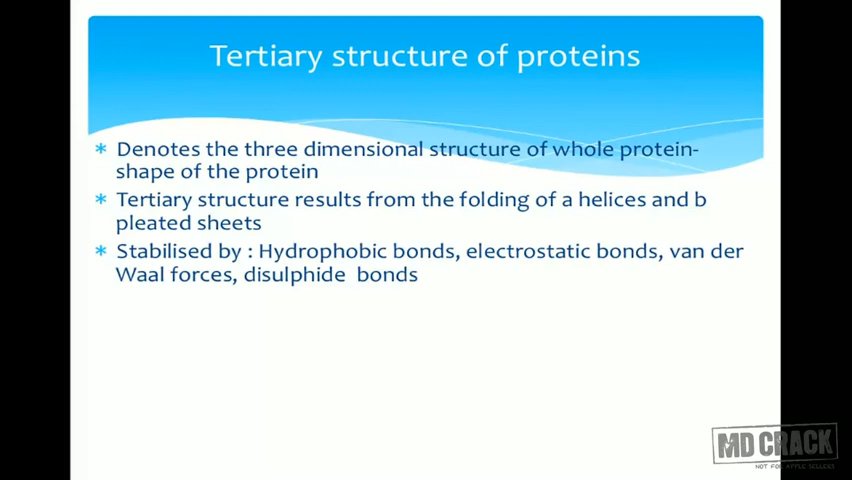 Tertiary structure of proteins
* Denotes the three dimensional structure of whole protein-
shape of the protein
* Tertiary structure results from the folding of a helices and b
pleated sheets
* Stabilised by : Hydrophobic bonds, electrostatic bonds, van der
Waal forces, disulphide bonds
MD CRACK
NOT FOR APPLE SELLERS